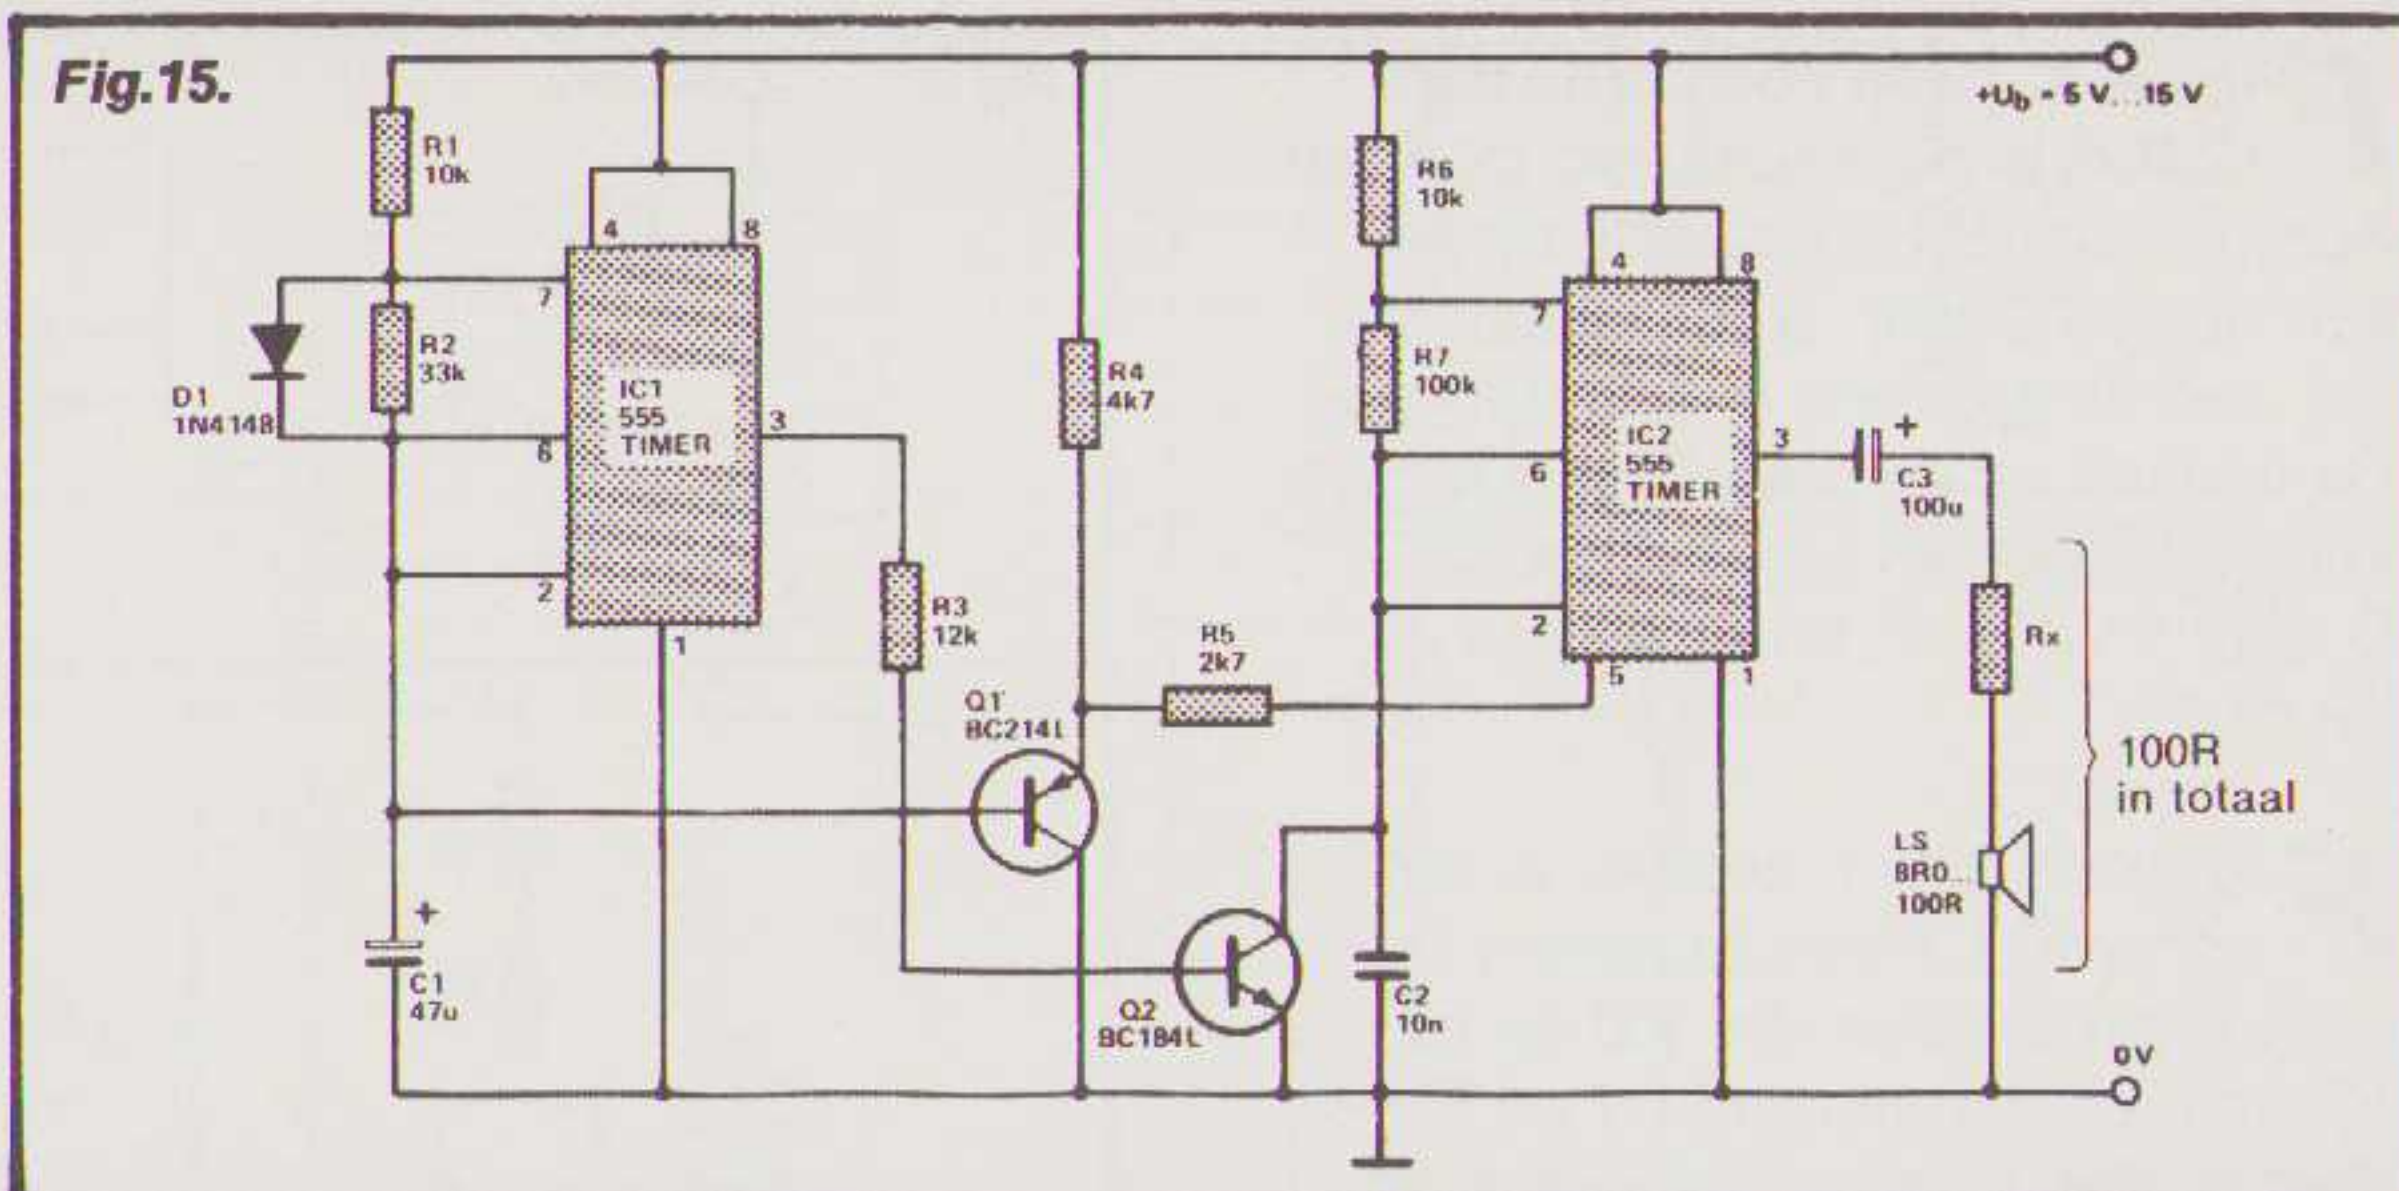 Fig.15.
+Ub = 5 V...15 V
R1
10k
R6
10k
4
8
4
8
7
7
R2
33k
D1
1N4148
R4
4k7
R7
100k
IC1
555
TIMER
3
6
IC2
555
TIMER
3
6
+
C3
100u
2
R3
12k
1
R5
2k7
2
5
1
Rx
Q1
BC214L
100R
in totaal
LS
8R0...
100R
+
C1
47u
Q2
BC184L
C2
10n
0V